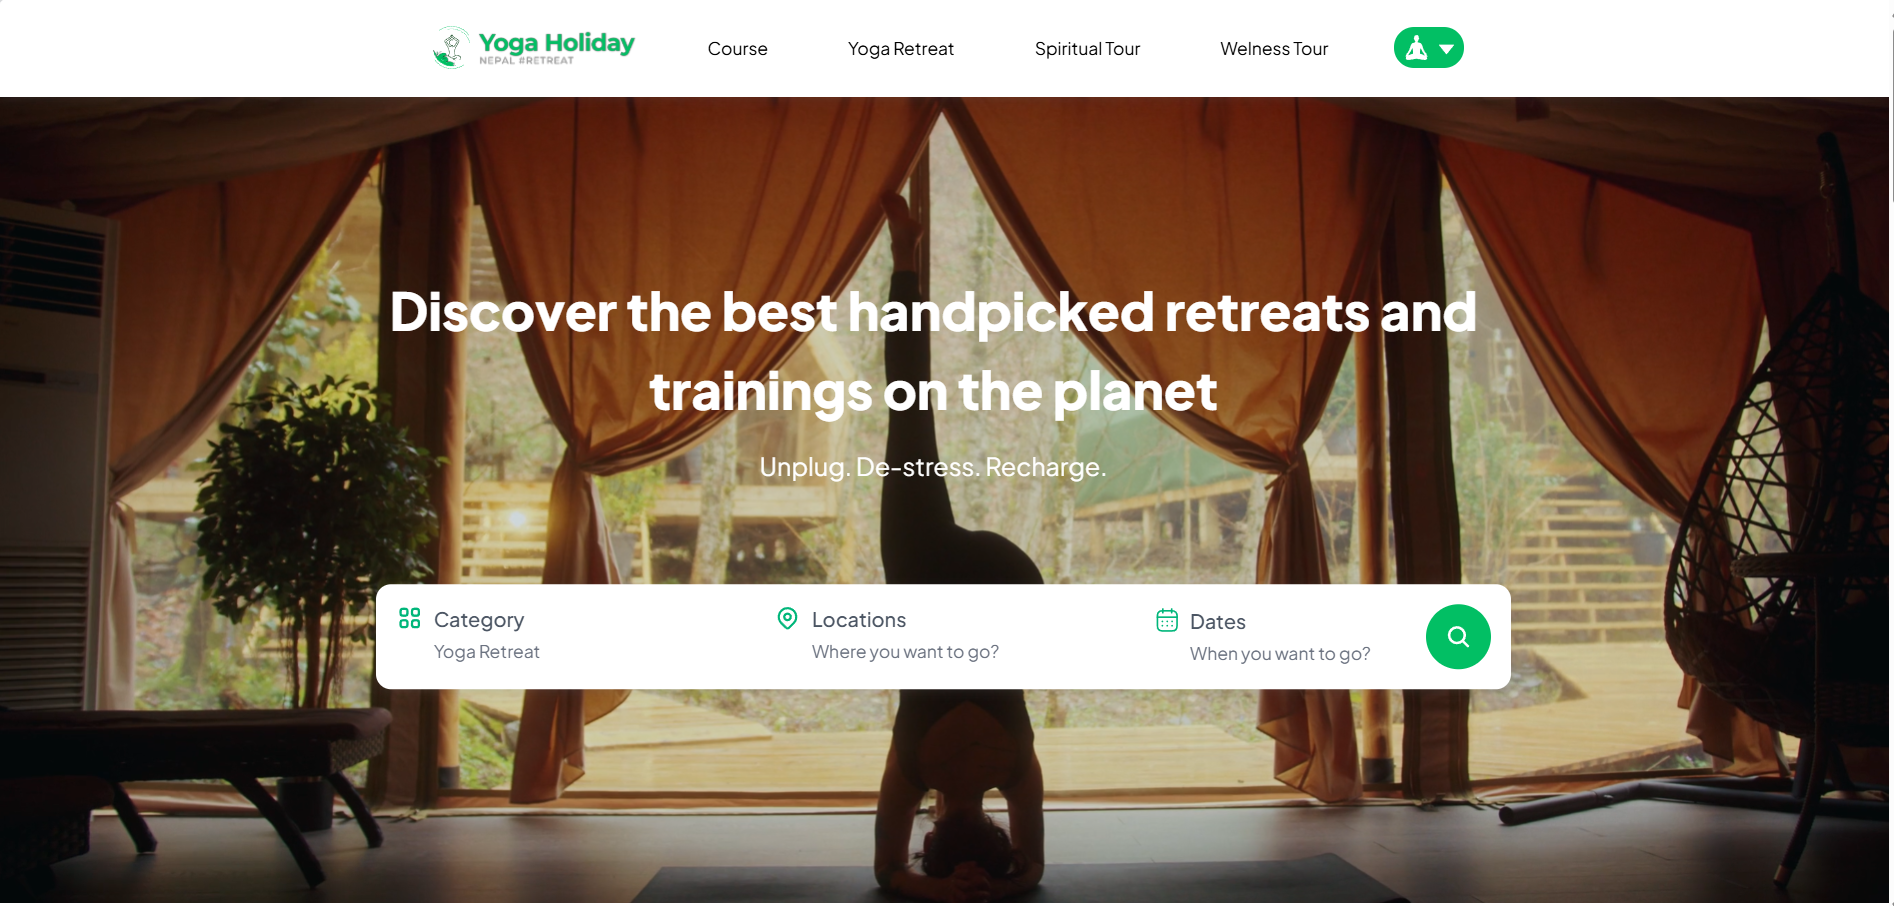 Yoga Holiday
NEPAL #RETREAT
Course
Yoga Retreat
Spiritual Tour
Welness Tour
Discover the best handpicked retreats and
trainings on the planet
Unplug. De-stress. Recharge.
Category
Yoga Retreat
Locations
Where you want to go?
Dates
When you want to go?